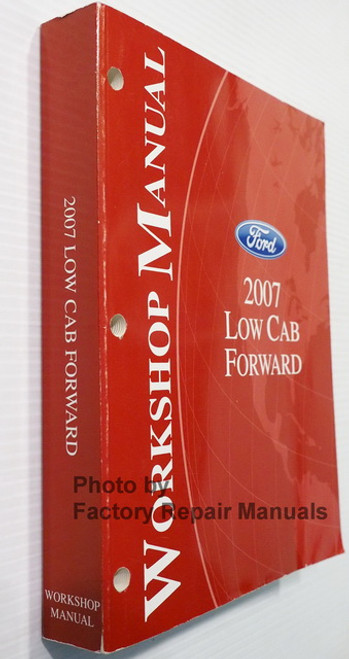 2007 LOW CAB FORWARD
WORKSHOP
MANUAL
WORKSHOP MANUAL
Ford
2007
LOW CAB
FORWARD
Photo by
Factory Repair Manuals